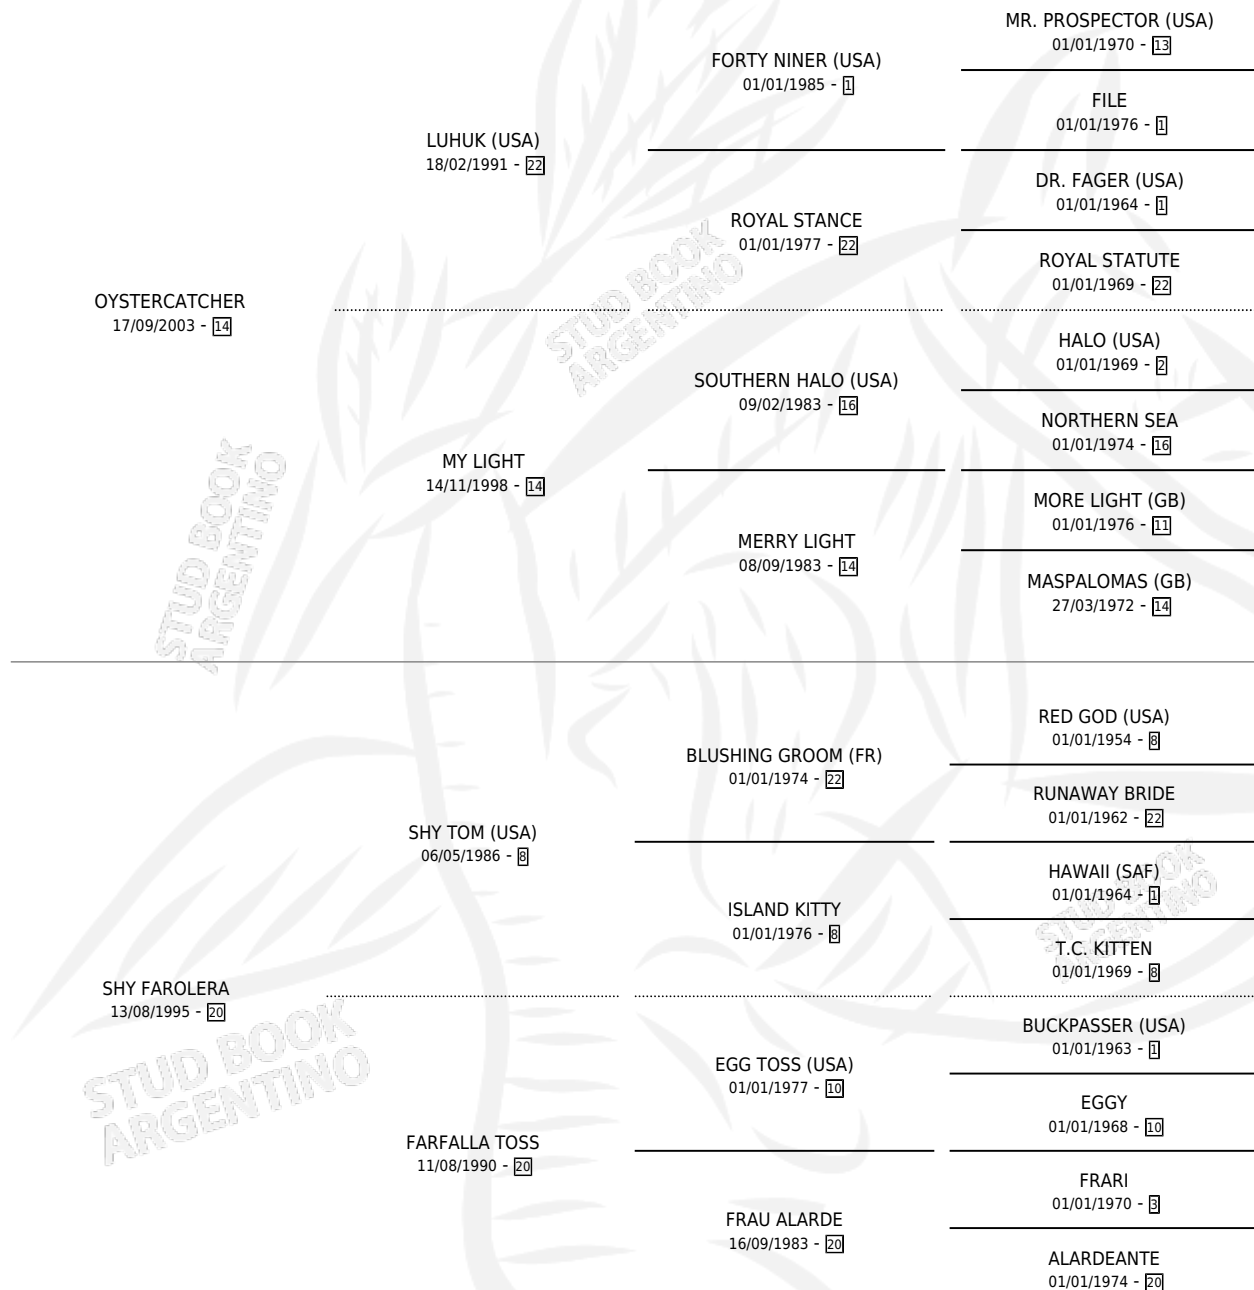 MR. PROSPECTOR (USA)
01/01/1970 - 13
FORTY NINER (USA)
01/01/1985 - 1
FILE
01/01/1976 - 1
LUHUK (USA)
18/02/1991 - 22
DR. FAGER (USA)
01/01/1964 - 1
ROYAL STANCE
01/01/1977 - 22
ROYAL STATUTE
01/01/1969 - 22
OYSTERCATCHER
17/09/2003 - 14
STUD BOOK
ARGENTINO
HALO (USA)
01/01/1969 - 2
SOUTHERN HALO (USA)
09/02/1983 - 16
NORTHERN SEA
01/01/1974 - 16
MY LIGHT
14/11/1998 - 14
MORE LIGHT (GB)
01/01/1976 - 11
MERRY LIGHT
08/09/1983 - 14
MASPALOMAS (GB)
27/03/1972 - 14
STUD BOOK
ARGENTINO
RED GOD (USA)
01/01/1954 - 8
BLUSHING GROOM (FR)
01/01/1974 - 22
RUNAWAY BRIDE
01/01/1962 - 22
SHY TOM (USA)
06/05/1986 - 8
HAWAII (SAF)
01/01/1964 - 1
ISLAND KITTY
01/01/1976 - 8
STUD BOOK
ARGENTINO
T.C. KITTEN
01/01/1969 - 8
SHY FAROLERA
13/08/1995 - 20
BUCKPASSER (USA)
01/01/1963 - 1
EGG TOSS (USA)
01/01/1977 - 10
STUD BOOK
ARGENTINO
EGGY
01/01/1968 - 10
FARFALLA TOSS
11/08/1990 - 20
FRARI
01/01/1970 - 3
FRAU ALARDE
16/09/1983 - 20
ALARDEANTE
01/01/1974 - 20